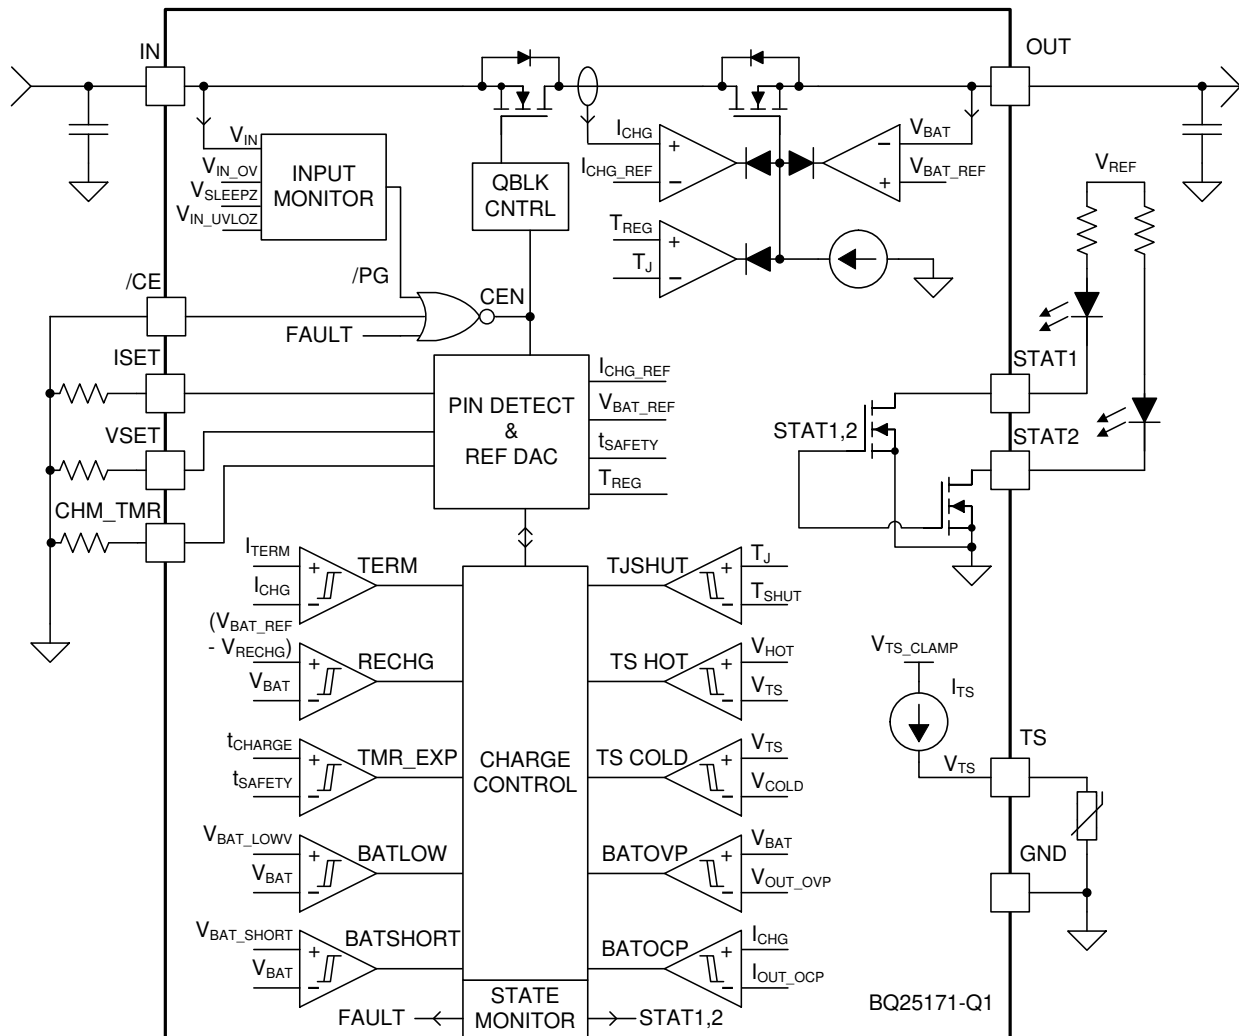 IN
OUT
V_IN
V_IN_OV
V_SLEEPZ
V_IN_UVLOZ
INPUT
MONITOR
QBLK
CNTRL
I_CHG
+
I_CHG_REF
−
−
V_BAT
+
V_BAT_REF
T_REG
+
T_J
−
V_REF
/PG
/CE
CEN
FAULT
ISET
VSET
CHM_TMR
PIN DETECT
&
REF DAC
I_CHG_REF
V_BAT_REF
t_SAFETY
T_REG
STAT1
STAT1,2
STAT2
I_TERM
+
I_CHG
−
TERM
(V_BAT_REF
- V_RECHG)
+
V_BAT
−
RECHG
t_CHARGE
+
t_SAFETY
−
TMR_EXP
V_BAT_LOWV
+
V_BAT
−
BATLOW
V_BAT_SHORT
+
V_BAT
−
BATSHORT
CHARGE
CONTROL
TJSHUT
+
T_J
−
T_SHUT
TS HOT
+
V_HOT
−
V_TS
TS COLD
+
V_TS
−
V_COLD
BATOVP
+
V_BAT
−
V_OUT_OVP
BATOCP
+
I_CHG
−
I_OUT_OCP
V_TS_CLAMP
I_TS
V_TS
TS
GND
FAULT
STATE
MONITOR
STAT1,2
BQ25171-Q1